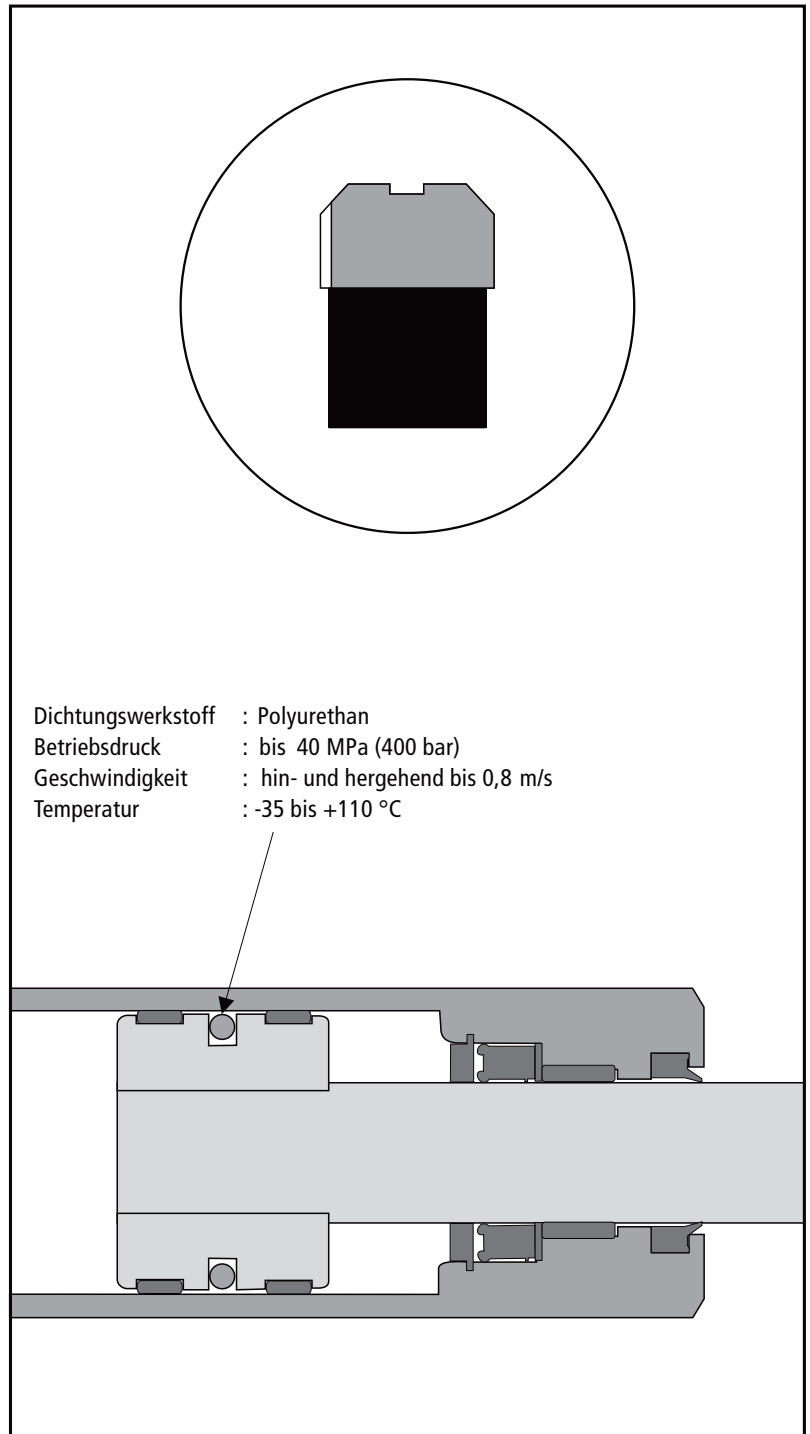 Dichtungswerkstoff : Polyurethan
Betriebsdruck : bis 40 MPa (400 bar)
Geschwindigkeit : hin- und hergehend bis 0,8 m/s
Temperatur : -35 bis +110 °C